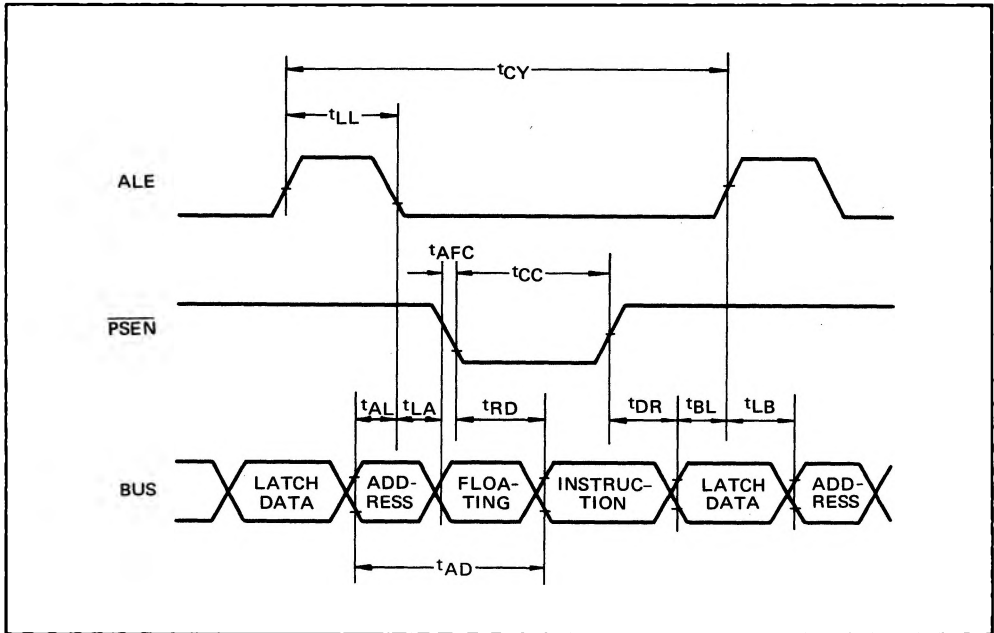 tCY
tLL
ALE
tAFC
tCC
PSEN
tAL
tLA
tRD
tDR
tBL
tLB
BUS
LATCH
DATA
ADD-
RESS
FLOA-
TING
INSTRUC-
TION
LATCH
DATA
ADD-
RESS
tAD